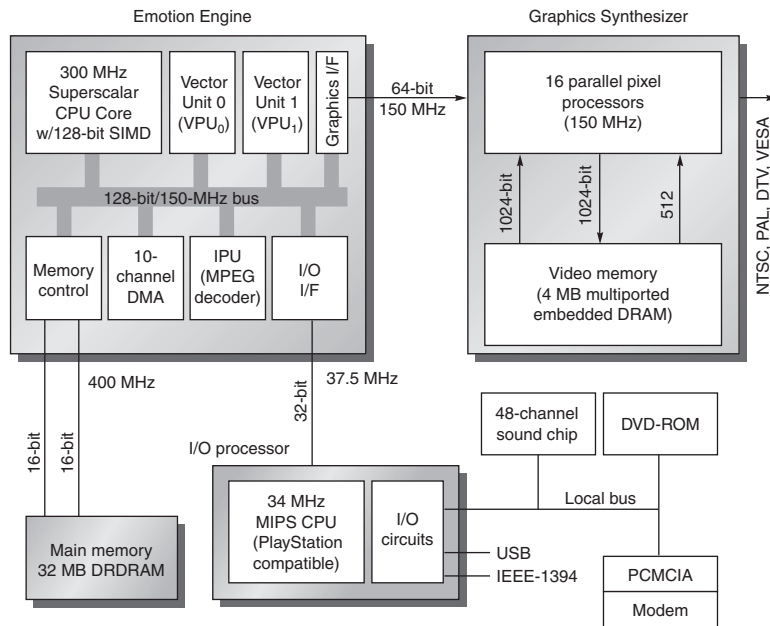 Emotion Engine
Graphics Synthesizer
300 MHz
Superscalar
CPU Core
w/128-bit SIMD
Vector
Unit 0
(VPU₀)
Vector
Unit 1
(VPU₁)
Graphics I/F
64-bit
150 MHz
16 parallel pixel
processors
(150 MHz)
128-bit/150-MHz bus
1024-bit
1024-bit
512
NTSC, PAL, DTV, VESA
Memory
control
10-
channel
DMA
IPU
(MPEG
decoder)
I/O
I/F
Video memory
(4 MB multiported
embedded DRAM)
16-bit
16-bit
400 MHz
32-bit
37.5 MHz
I/O processor
48-channel
sound chip
DVD-ROM
Main memory
32 MB DRDRAM
34 MHz
MIPS CPU
(PlayStation
compatible)
I/O
circuits
Local bus
USB
IEEE-1394
PCMCIA
Modem